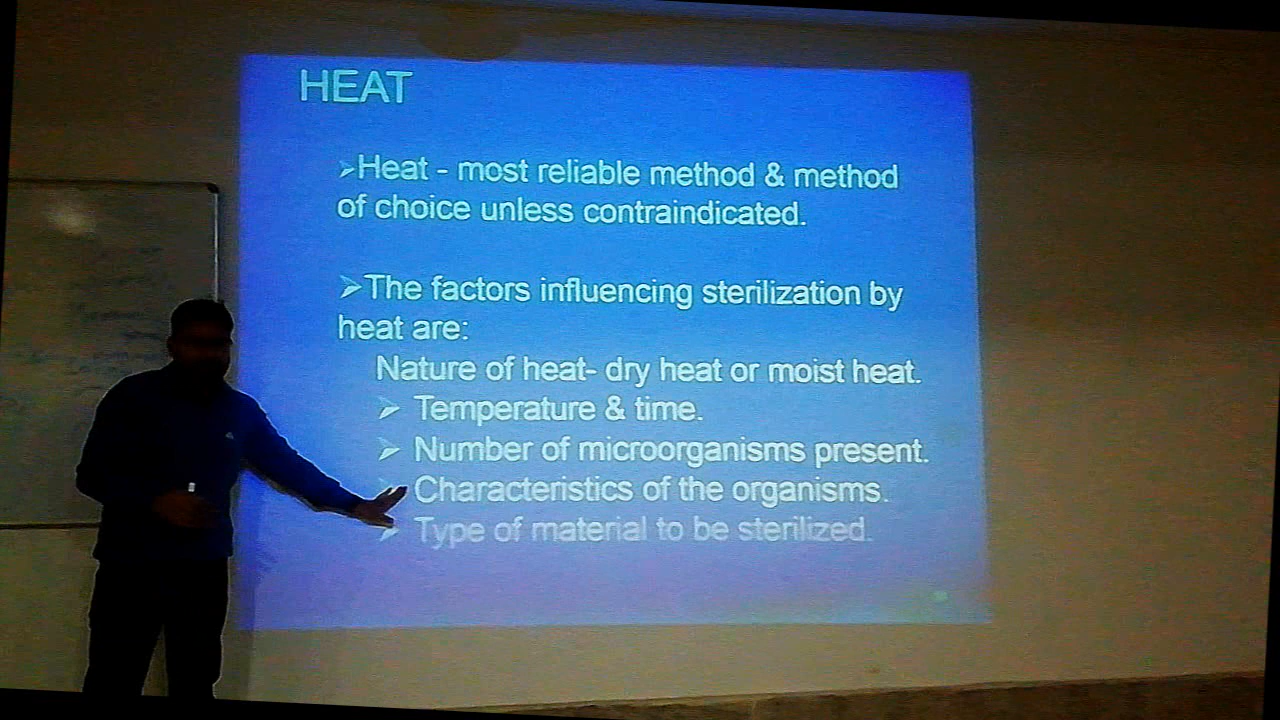 HEAT
➢Heat - most reliable method & method
of choice unless contraindicated.
➢The factors influencing sterilization by
heat are:
Nature of heat- dry heat or moist heat.
➢ Temperature & time.
➢ Number of microorganisms present.
➢ Characteristics of the organisms.
➢ Type of material to be sterilized.